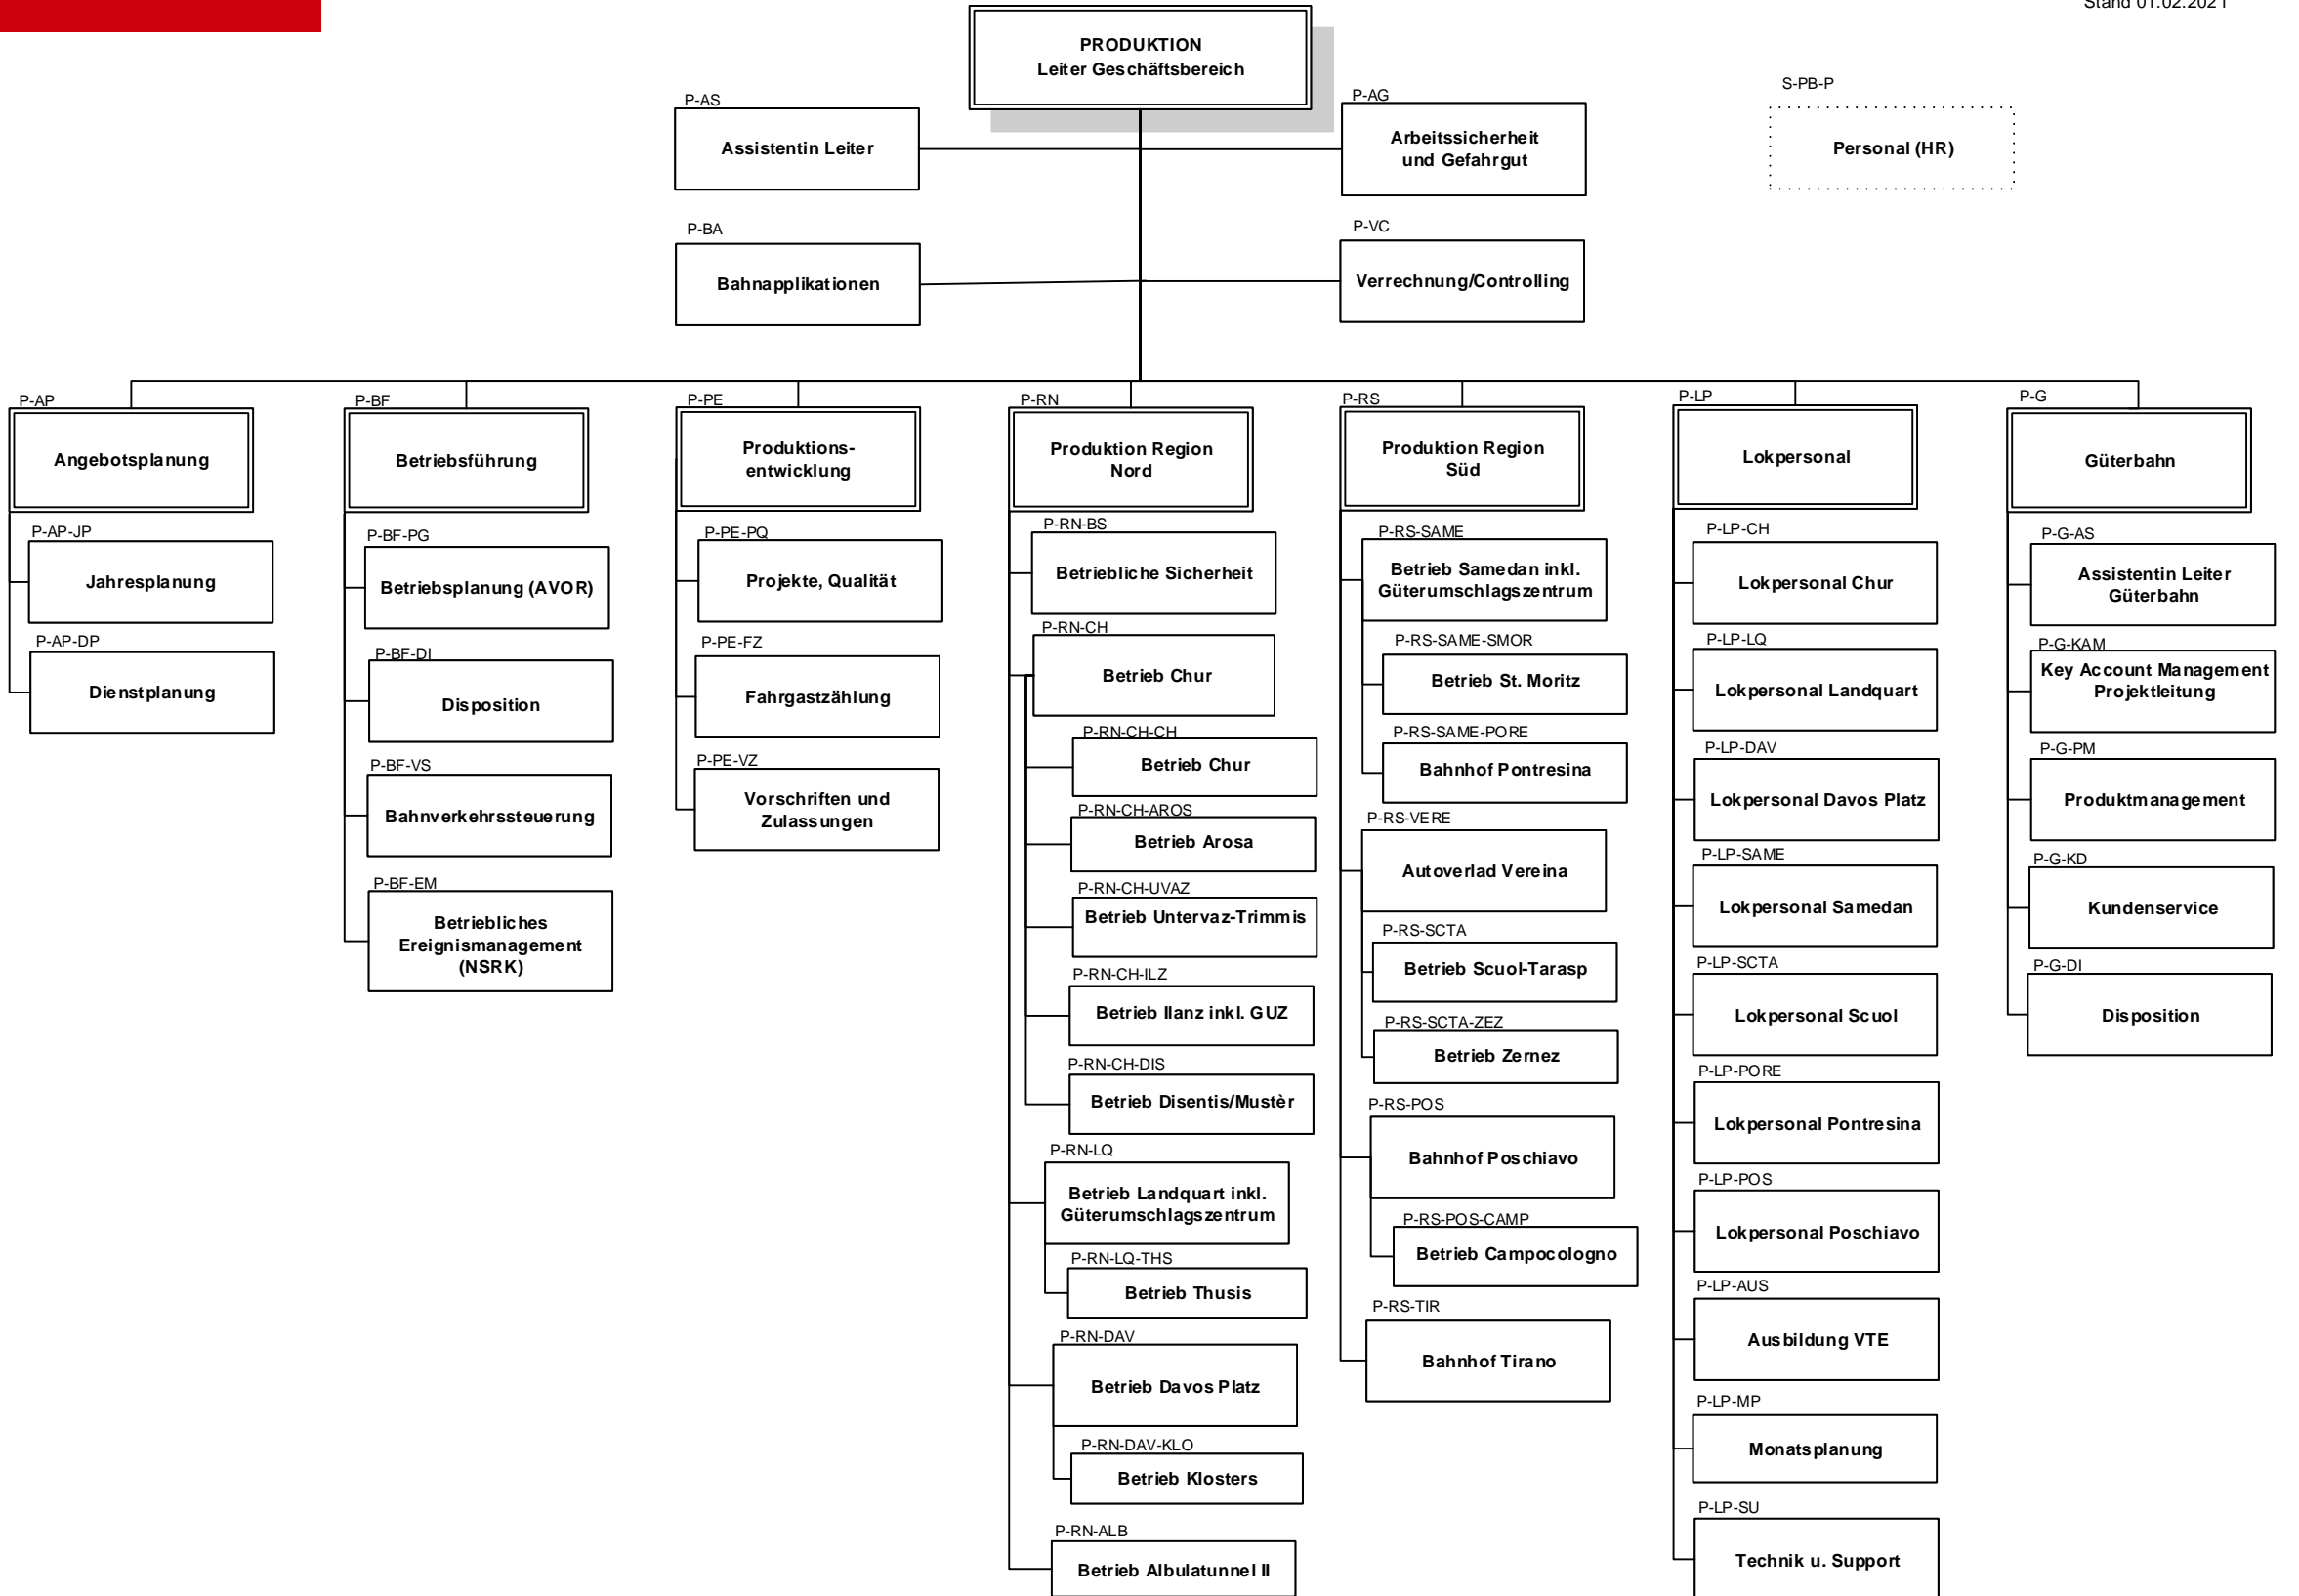 Stand 01.02.2021
PRODUKTION
Leiter Geschäftsbereich
S-PB-P
Personal (HR)
P-AS
Assistentin Leiter
P-AG
Arbeitssicherheit
und Gefahrgut
P-BA
Bahnapplikationen
P-VC
Verrechnung/Controlling
P-AP
Angebotsplanung
P-AP-JP
Jahresplanung
P-AP-DP
Dienstplanung
P-BF
Betriebsführung
P-BF-PG
Betriebsplanung (AVOR)
P-BF-DI
Disposition
P-BF-VS
Bahnverkehrssteuerung
P-BF-EM
Betriebliches
Ereignismanagement
(NSRK)
P-PE
Produktions-
entwicklung
P-PE-PQ
Projekte, Qualität
P-PE-FZ
Fahrgastzählung
P-PE-VZ
Vorschriften und
Zulassungen
P-RN
Produktion Region
Nord
P-RN-BS
Betriebliche Sicherheit
P-RN-CH
Betrieb Chur
P-RN-CH-CH
Betrieb Chur
P-RN-CH-AROS
Betrieb Arosa
P-RN-CH-UVAZ
Betrieb Untervaz-Trimmis
P-RN-CH-ILZ
Betrieb Ilanz inkl. GUZ
P-RN-CH-DIS
Betrieb Disentis/Mustèr
P-RN-LQ
Betrieb Landquart inkl.
Güterumschlagszentrum
P-RN-LQ-THS
Betrieb Thusis
P-RN-DAV
Betrieb Davos Platz
P-RN-DAV-KLO
Betrieb Klosters
P-RN-ALB
Betrieb Albulatunnel II
P-RS
Produktion Region
Süd
P-RS-SAME
Betrieb Samedan inkl.
Güterumschlagszentrum
P-RS-SAME-SMOR
Betrieb St. Moritz
P-RS-SAME-PORE
Bahnhof Pontresina
P-RS-VERE
Autoverlad Vereina
P-RS-SCTA
Betrieb Scuol-Tarasp
P-RS-SCTA-ZEZ
Betrieb Zernez
P-RS-POS
Bahnhof Poschiavo
P-RS-POS-CAMP
Betrieb Campocologno
P-RS-TIR
Bahnhof Tirano
P-LP
Lokpersonal
P-LP-CH
Lokpersonal Chur
P-LP-LQ
Lokpersonal Landquart
P-LP-DAV
Lokpersonal Davos Platz
P-LP-SAME
Lokpersonal Samedan
P-LP-SCTA
Lokpersonal Scuol
P-LP-PORE
Lokpersonal Pontresina
P-LP-POS
Lokpersonal Poschiavo
P-LP-AUS
Ausbildung VTE
P-LP-MP
Monatsplanung
P-LP-SU
Technik u. Support
P-G
Güterbahn
P-G-AS
Assistentin Leiter
Güterbahn
P-G-KAM
Key Account Management
Projektleitung
P-G-PM
Produktmanagement
P-G-KD
Kundenservice
P-G-DI
Disposition